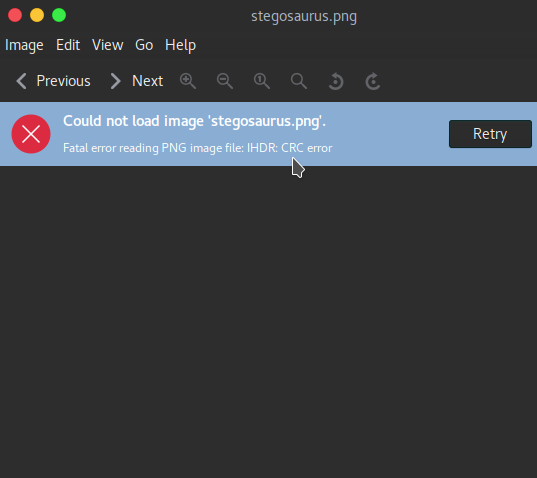 stegosaurus.png
Image Edit View Go Help
Previous Next
Could not load image 'stegosaurus.png'.
Fatal error reading PNG image file: IHDR: CRC error
Retry